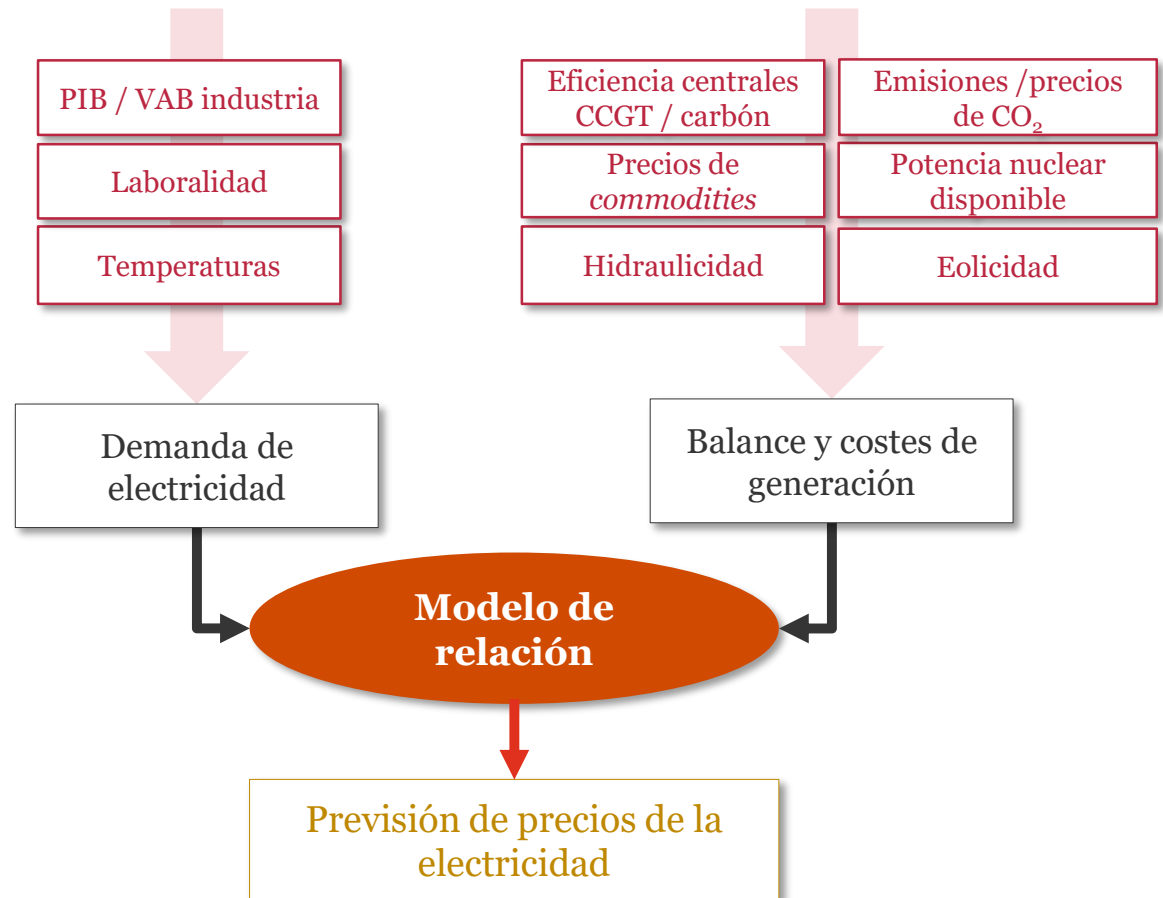 PIB / VAB industria
Laboralidad
Temperaturas
Eficiencia centrales
CCGT / carbón
Emisiones /precios
de CO₂
Precios de
commodities
Potencia nuclear
disponible
Hidraulicidad
Eolicidad
Demanda de
electricidad
Balance y costes de
generación
Modelo de
relación
Previsión de precios de la
electricidad